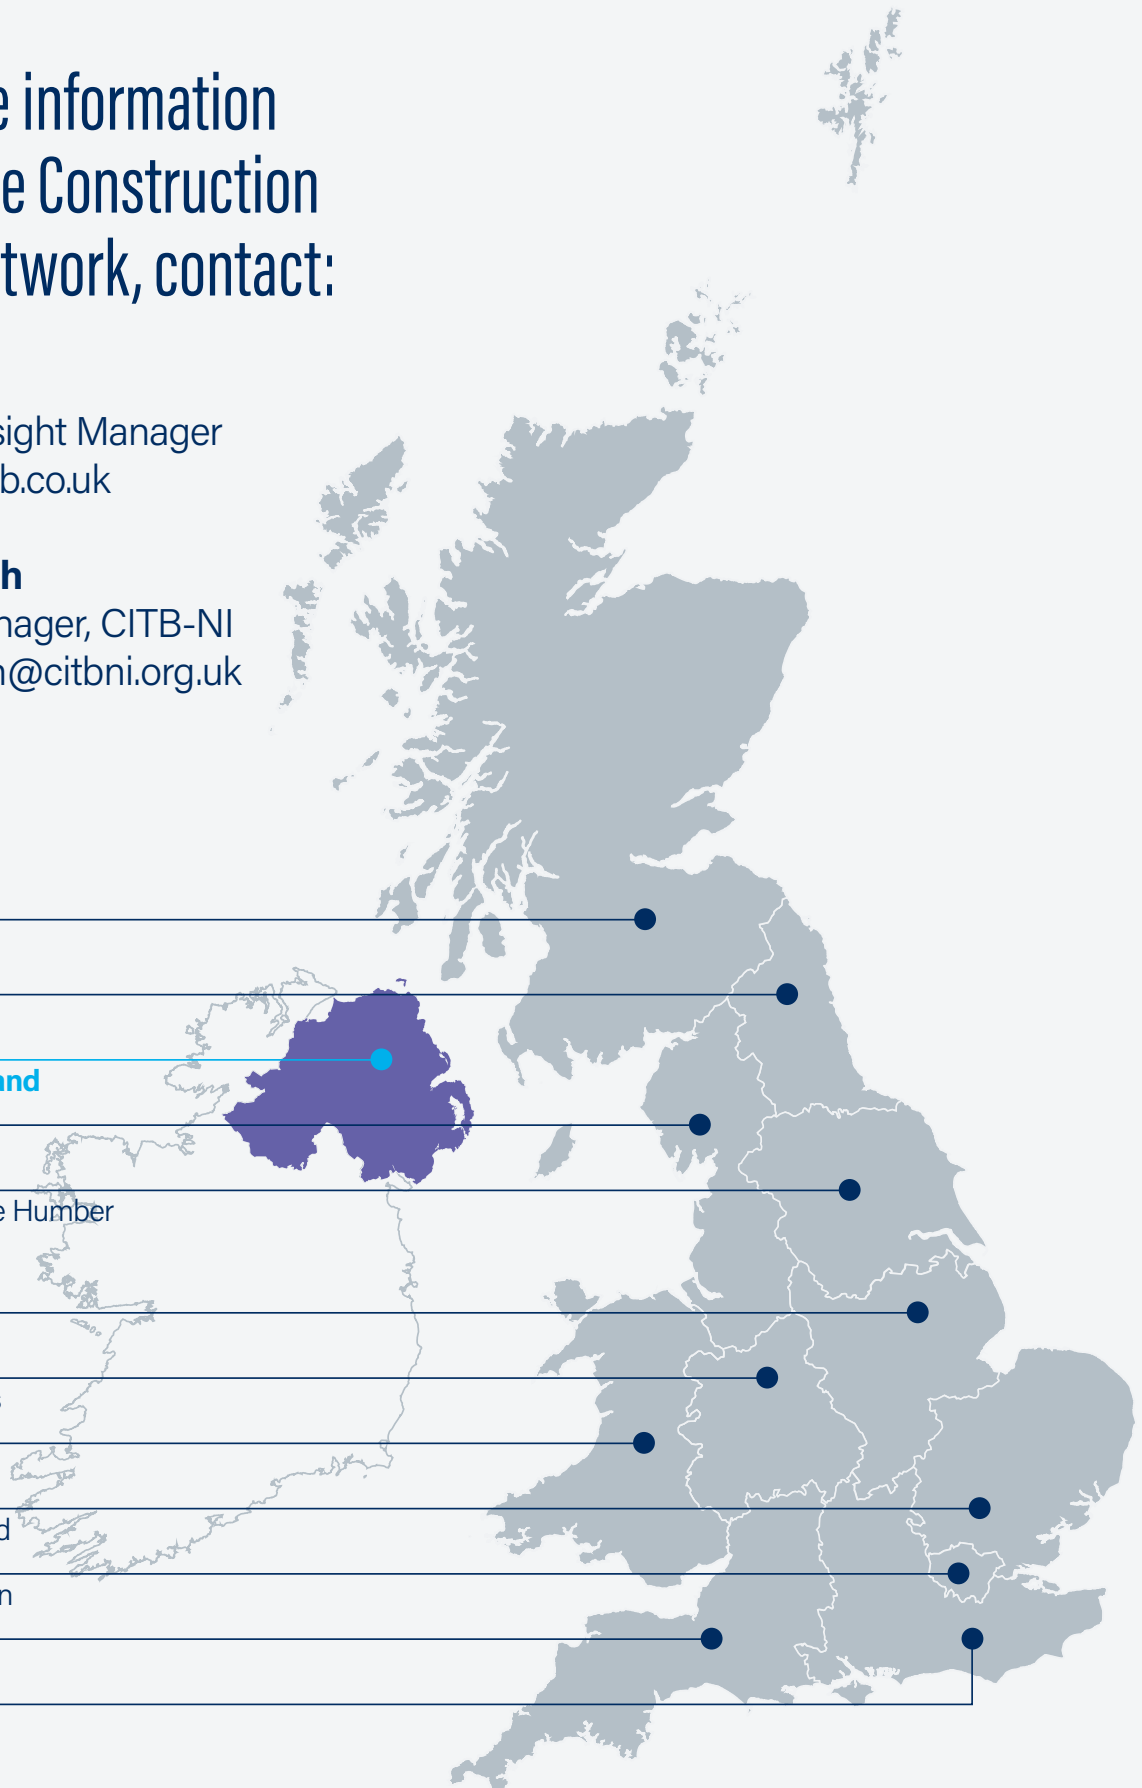 e information
e Construction
twork, contact:
sight Manager
b.co.uk
h
nager, CITB-NI
n@citbni.org.uk
and
e Humber
s
d
n